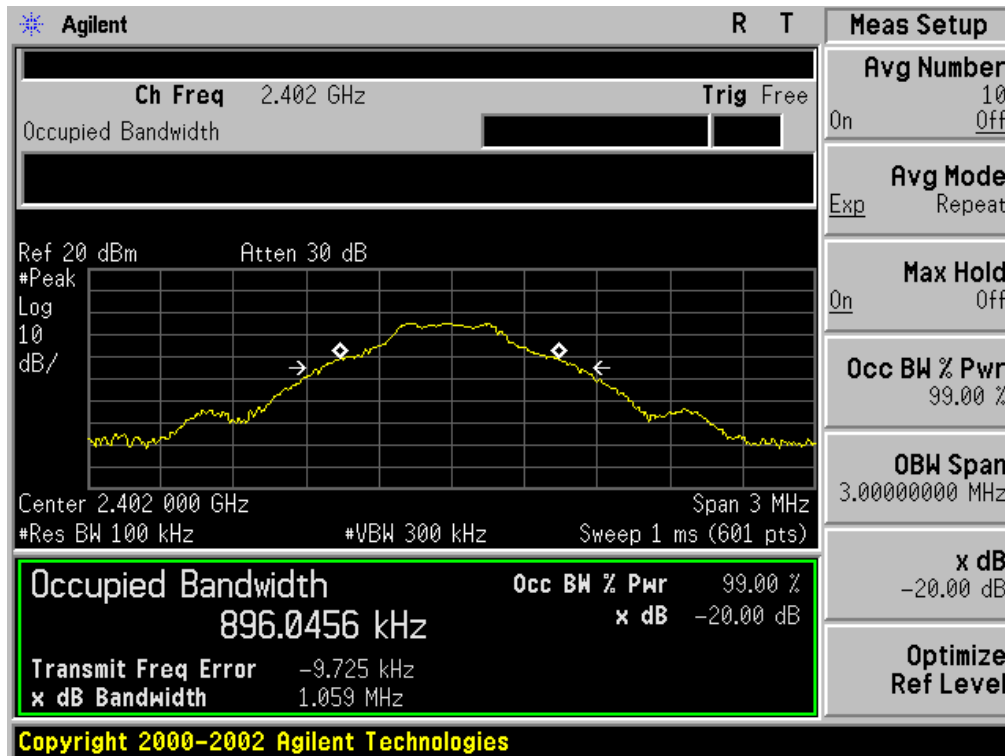 Agilent R T
Ch Freq 2.402 GHz Trig Free
Occupied Bandwidth
Ref 20 dBm Atten 30 dB
#Peak
Log
10
dB/
Center 2.402 000 GHz Span 3 MHz
#Res BW 100 kHz #VBW 300 kHz Sweep 1 ms (601 pts)
Occupied Bandwidth Occ BW % Pwr 99.00 %
896.0456 kHz x dB -20.00 dB
Transmit Freq Error -9.725 kHz
x dB Bandwidth 1.059 MHz
Copyright 2000-2002 Agilent Technologies
Meas Setup
Avg Number
10
On Off
Avg Mode
Exp Repeat
Max Hold
On Off
Occ BW % Pwr
99.00 %
OBW Span
3.00000000 MHz
x dB
-20.00 dB
Optimize
Ref Level